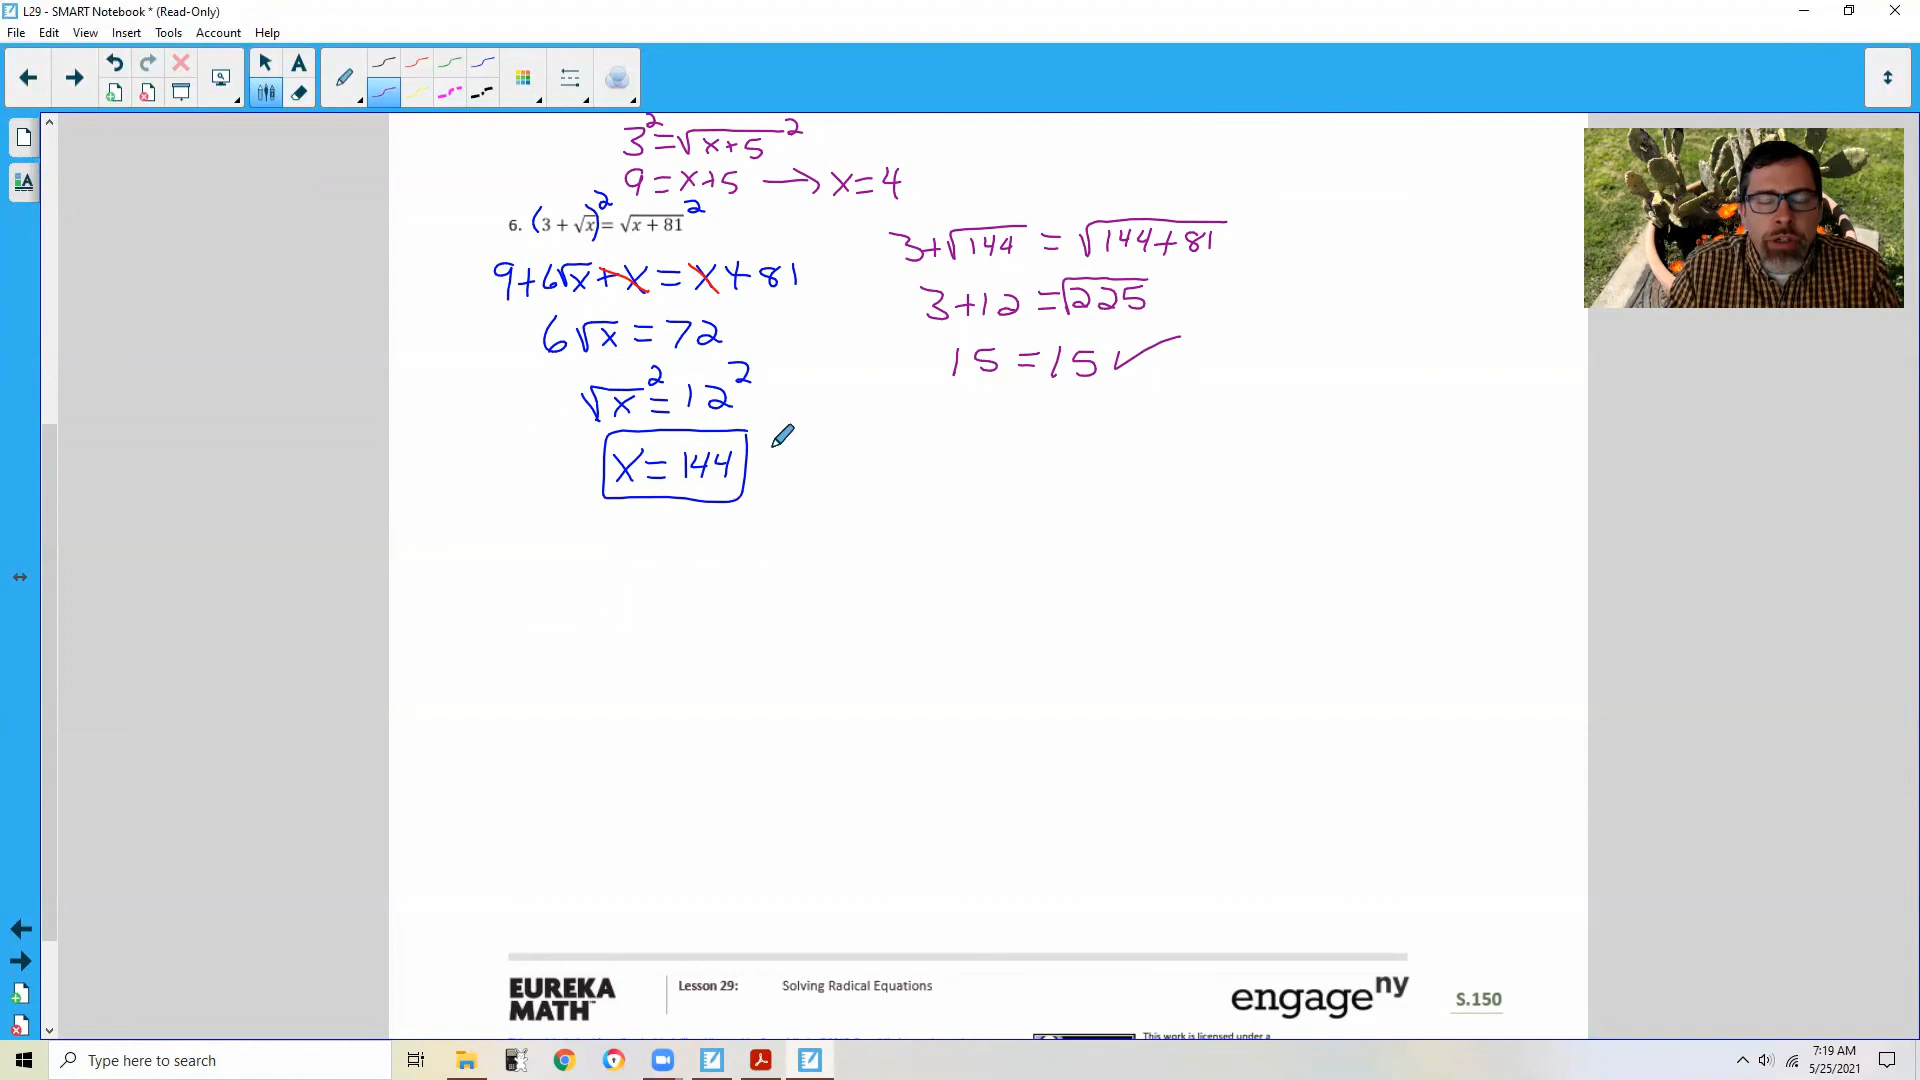 L29 - SMART Notebook * (Read-Only)
File Edit View Insert Tools Account Help
3² = √x+5 ²
9 = x+5 → x = 4
6. (3 + √x)² = √x + 81 ²
9+6√x + x = x + 81
6√x = 72
√x ² = 12²
x = 144
3+√144 = √144+81
3+12 = √225
15 = 15 ✓
EUREKA MATH™
Lesson 29: Solving Radical Equations
engage ny
S.150
This work is licensed under a
Type here to search
7:19 AM
5/25/2021